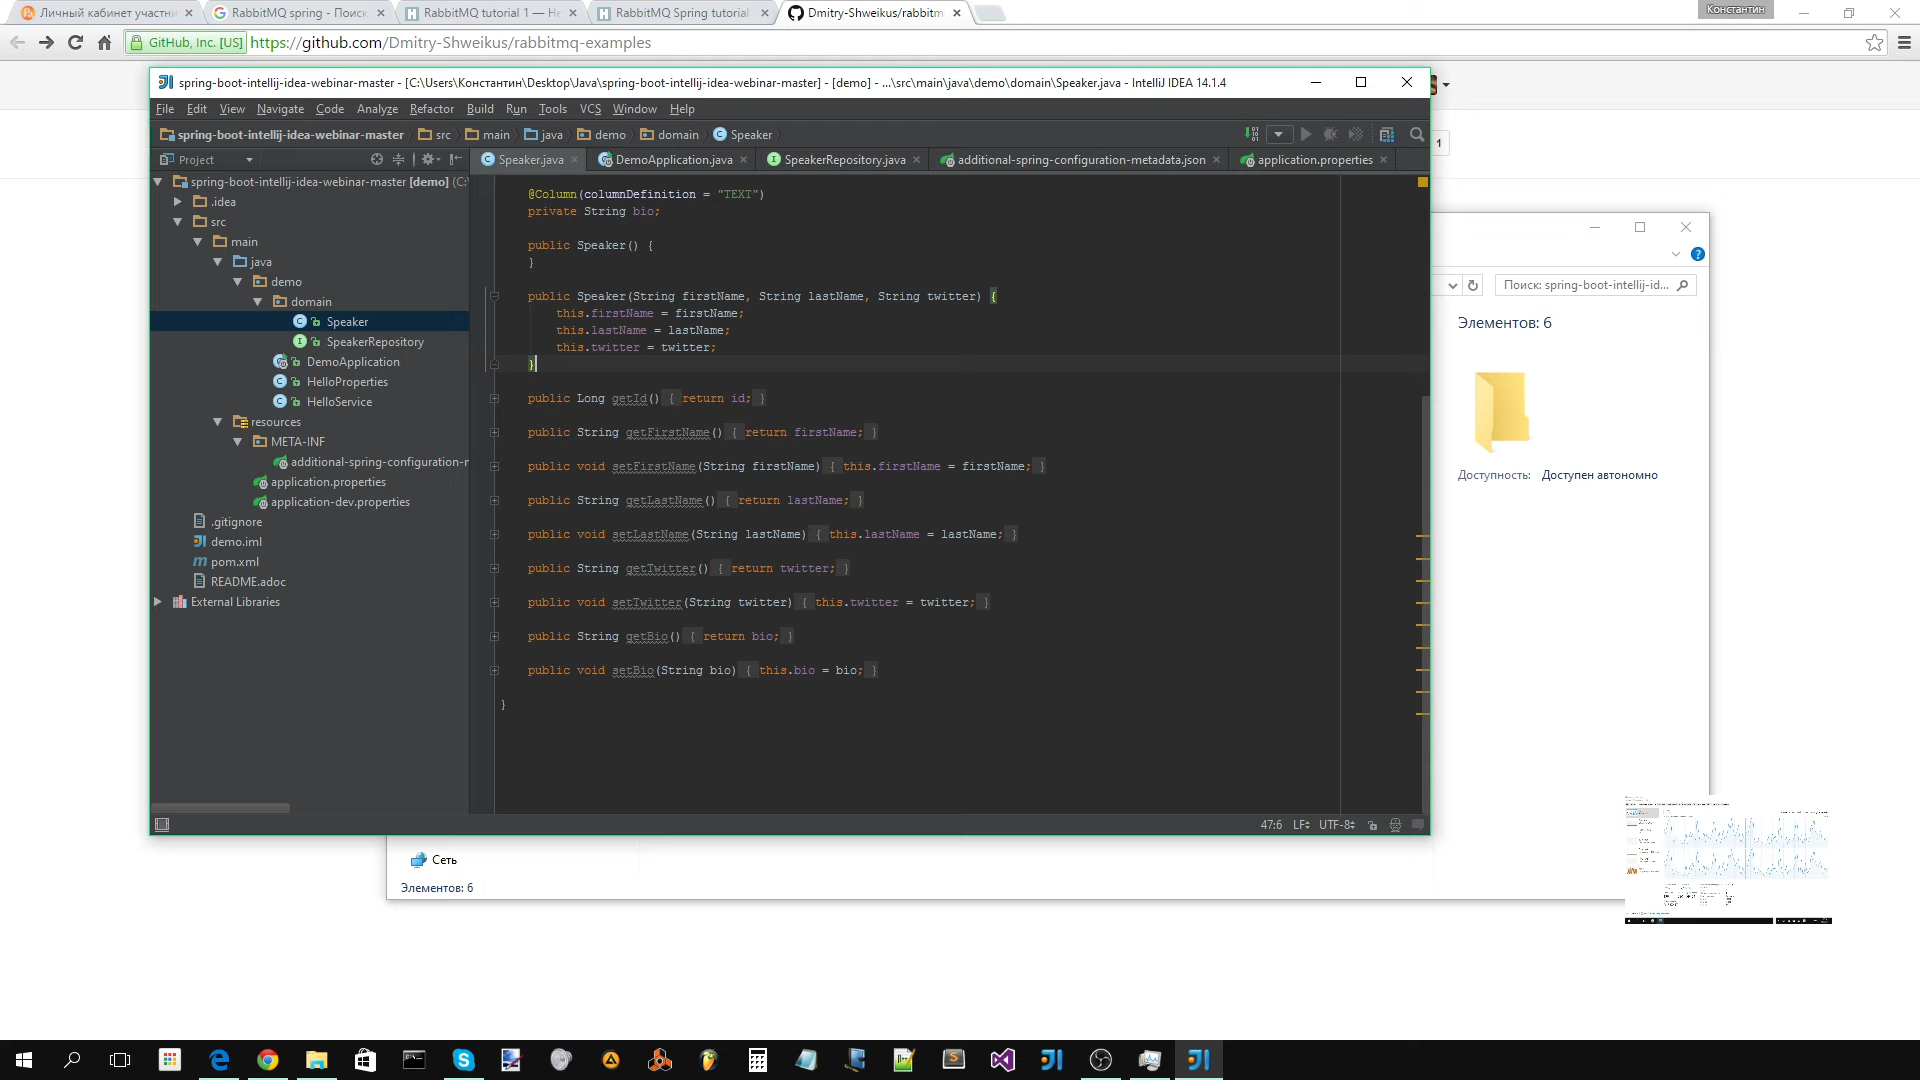 Личный кабинет участни
RabbitMQ spring - Поиск
RabbitMQ tutorial 1 — He
RabbitMQ Spring tutorial
Dmitry-Shweikus/rabbitm
Константин
GitHub, Inc. [US]
https://github.com/Dmitry-Shweikus/rabbitmq-examples
spring-boot-intellij-idea-webinar-master - [C:\Users\Константин\Desktop\Java\spring-boot-intellij-idea-webinar-master] - [demo] - ...\src\main\java\demo\domain\Speaker.java - IntelliJ IDEA 14.1.4
File Edit View Navigate Code Analyze Refactor Build Run Tools VCS Window Help
spring-boot-intellij-idea-webinar-master src main java demo domain Speaker
1
Project
Speaker.java
DemoApplication.java
SpeakerRepository.java
additional-spring-configuration-metadata.json
application.properties
spring-boot-intellij-idea-webinar-master [demo] (C:
.idea
src
main
java
demo
domain
Speaker
SpeakerRepository
DemoApplication
HelloProperties
HelloService
resources
META-INF
additional-spring-configuration-
application.properties
application-dev.properties
.gitignore
demo.iml
pom.xml
README.adoc
External Libraries
@Column(columnDefinition = "TEXT")
private String bio;
public Speaker() {
}
public Speaker(String firstName, String lastName, String twitter) {
this.firstName = firstName;
this.lastName = lastName;
this.twitter = twitter;
}
public Long getId() { return id; }
public String getFirstName() { return firstName; }
public void setFirstName(String firstName) { this.firstName = firstName; }
public String getLastName() { return lastName; }
public void setLastName(String lastName) { this.lastName = lastName; }
public String getTwitter() { return twitter; }
public void setTwitter(String twitter) { this.twitter = twitter; }
public String getBio() { return bio; }
public void setBio(String bio) { this.bio = bio; }
}
47:6 LF UTF-8
Поиск: spring-boot-intellij-id...
Элементов: 6
Доступность: Доступен автономно
Сеть
Элементов: 6